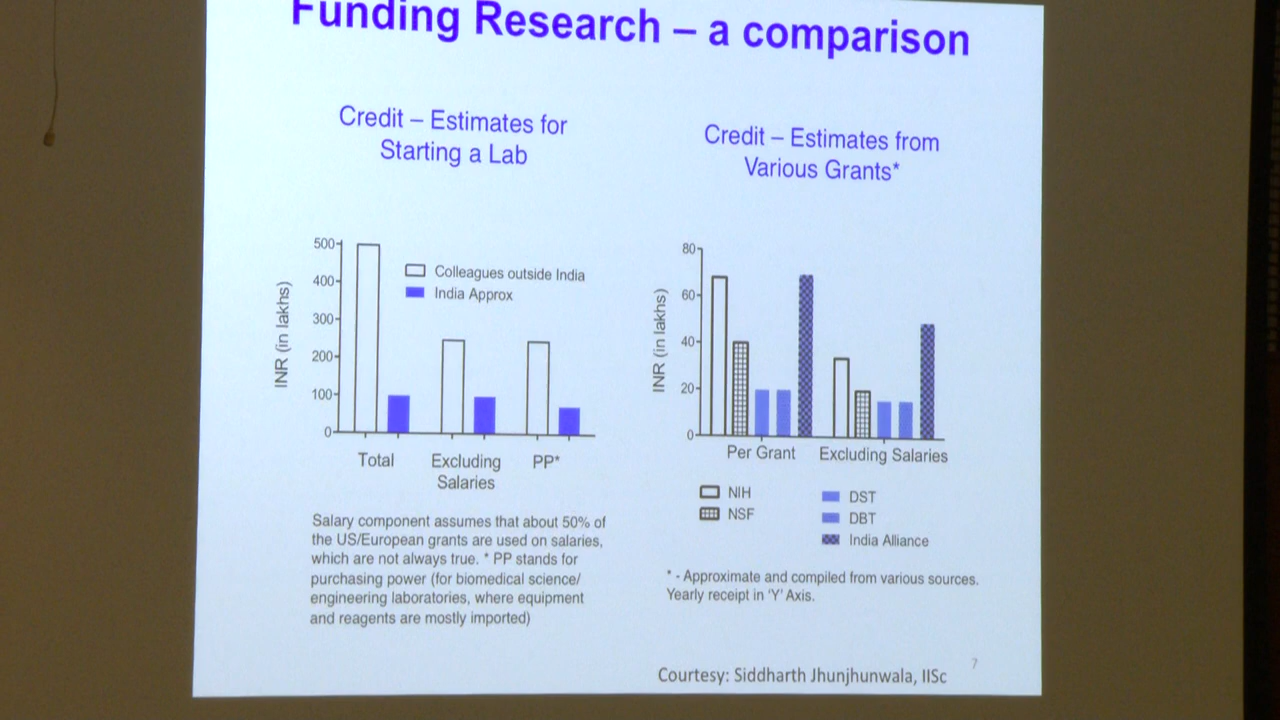 Funding Research – a comparison
Credit – Estimates for
Starting a Lab
500
400
300
200
100
0
INR (in lakhs)
Colleagues outside India
India Approx
Total
Excluding
Salaries
PP*
Salary component assumes that about 50% of
the US/European grants are used on salaries,
which are not always true. * PP stands for
purchasing power (for biomedical science/
engineering laboratories, where equipment
and reagents are mostly imported)
Credit – Estimates from
Various Grants*
80
60
40
20
0
INR (in lakhs)
Per Grant
Excluding Salaries
NIH
NSF
DST
DBT
India Alliance
* - Approximate and compiled from various sources.
Yearly receipt in 'Y' Axis.
Courtesy: Siddharth Jhunjhunwala, IISc
7